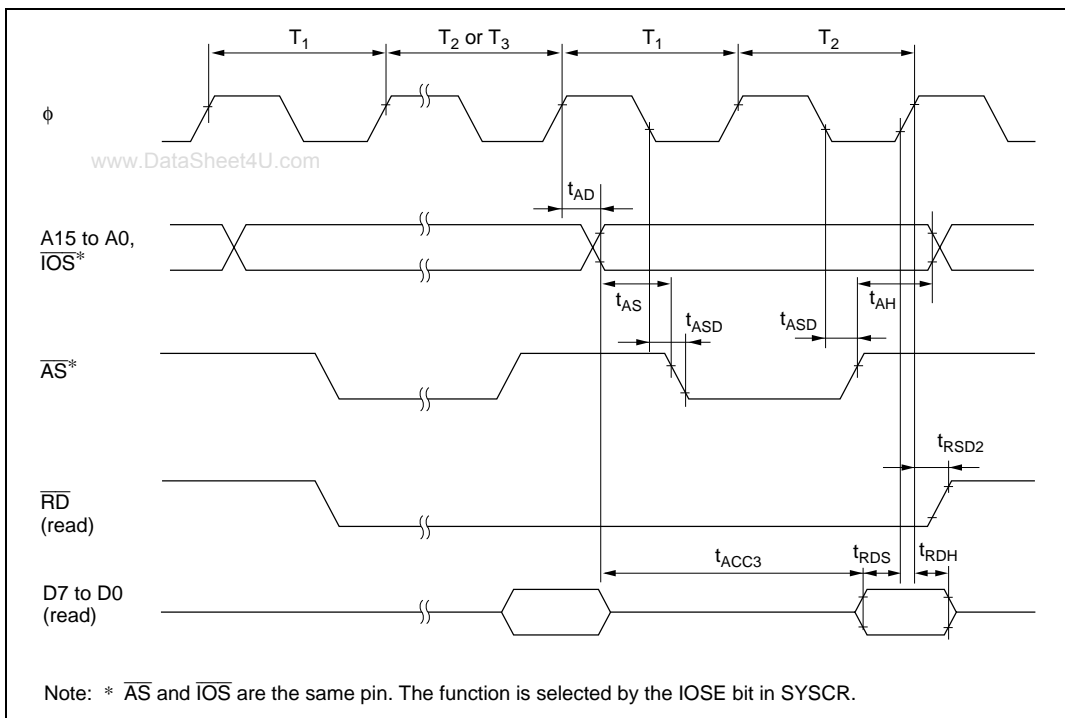 T1 T2 or T3 T1 T2
ϕ
www.DataSheet4U.com
tAD
A15 to A0,
IOS*
tAS tAH
tASD tASD
AS*
tRSD2
RD
(read)
tACC3 tRDS tRDH
D7 to D0
(read)
Note: * AS and IOS are the same pin. The function is selected by the IOSE bit in SYSCR.